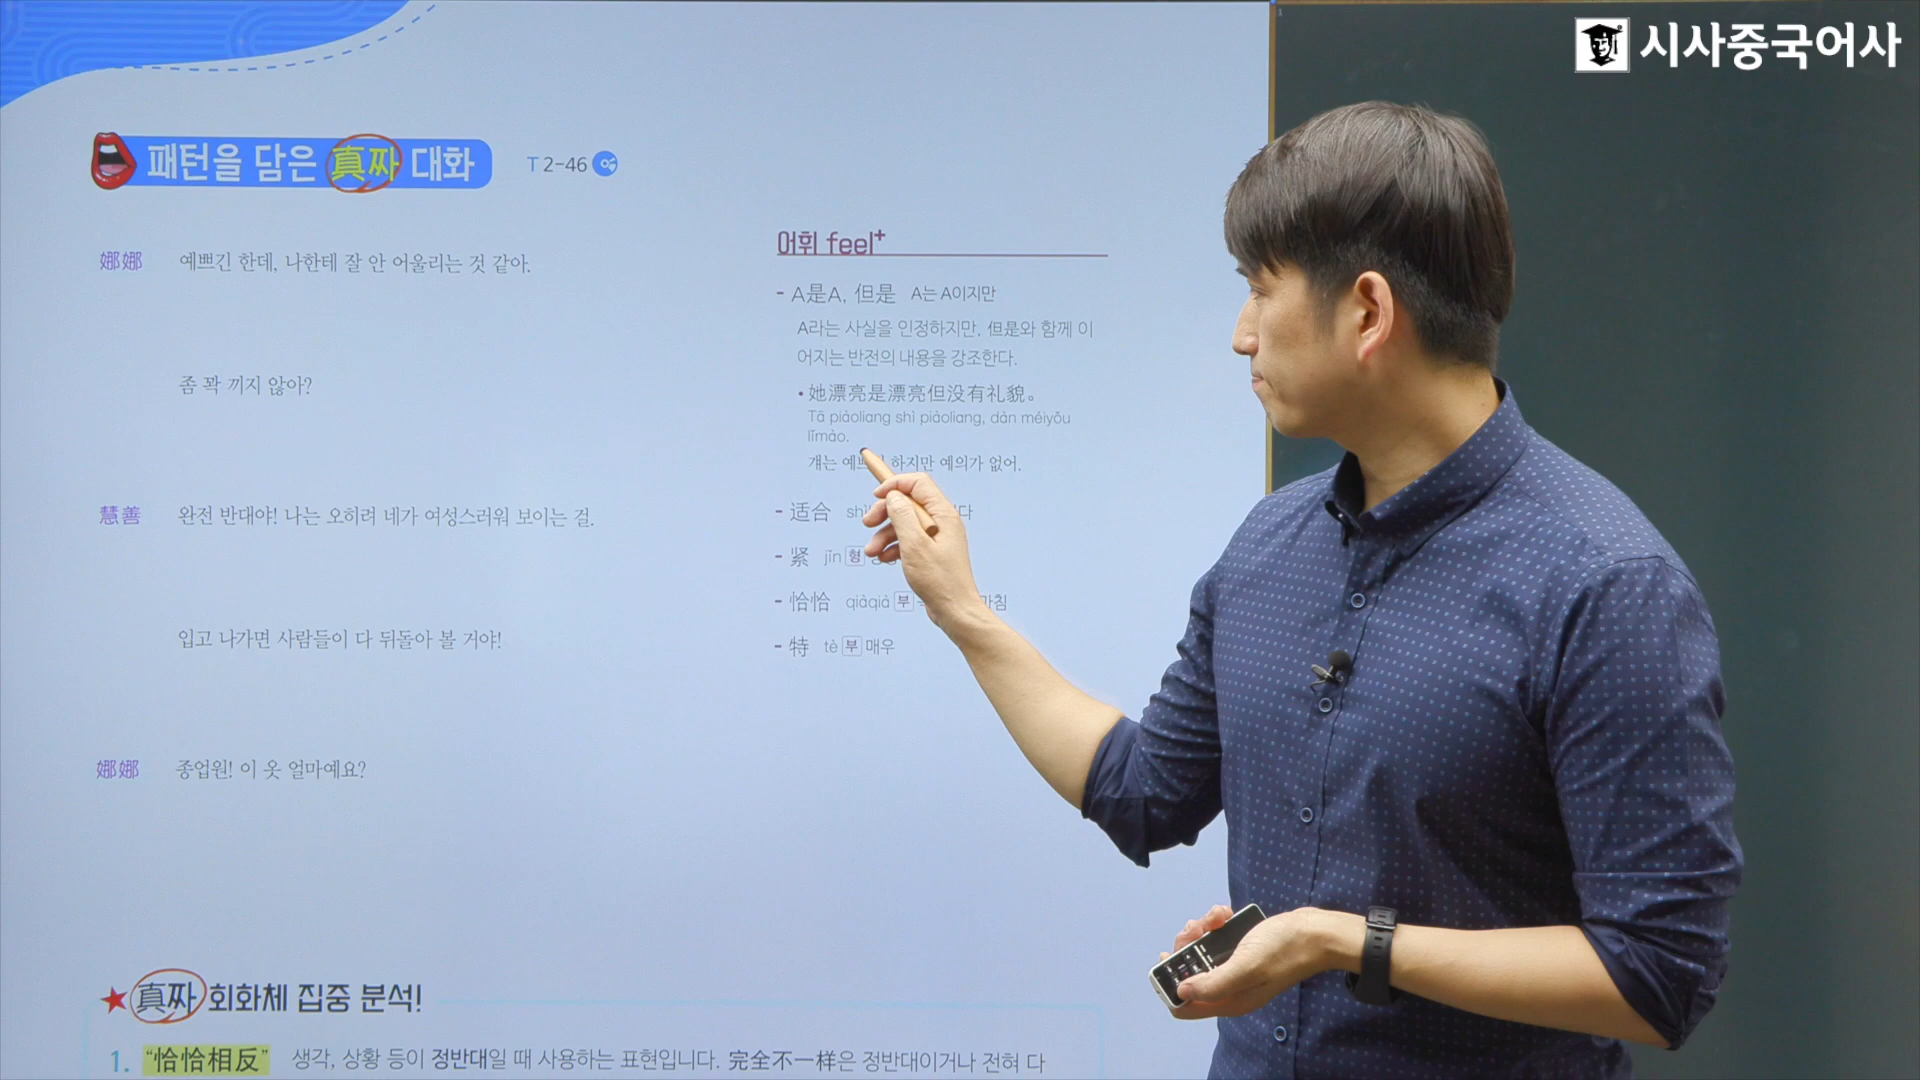 시사중국어사
패턴을 담은 真짜 대화 T 2-46
娜娜 예쁘긴 한데, 나한테 잘 안 어울리는 것 같아.
좀 꽉 끼지 않아?
慧善 완전 반대야! 나는 오히려 네가 여성스러워 보이는 걸.
입고 나가면 사람들이 다 뒤돌아 볼 거야!
娜娜 종업원! 이 옷 얼마예요?
어휘 feel+
- A是A, 但是 A는 A이지만
A라는 사실을 인정하지만, 但是와 함께 이
어지는 반전의 내용을 강조한다.
• 她漂亮是漂亮但没有礼貌。
Tā piàoliang shì piàoliang, dàn méiyǒu
lǐmào.
걔는 하지만 예의가 없어.
- 适合
- 紧 jǐn 형
- 恰恰 qiàqià 부 마침
- 特 tè 부 매우
★ 真짜 회화체 집중 분석!
1. “恰恰相反” 생각, 상황 등이 정반대일 때 사용하는 표현입니다. 完全不一样은 정반대이거나 전혀 다